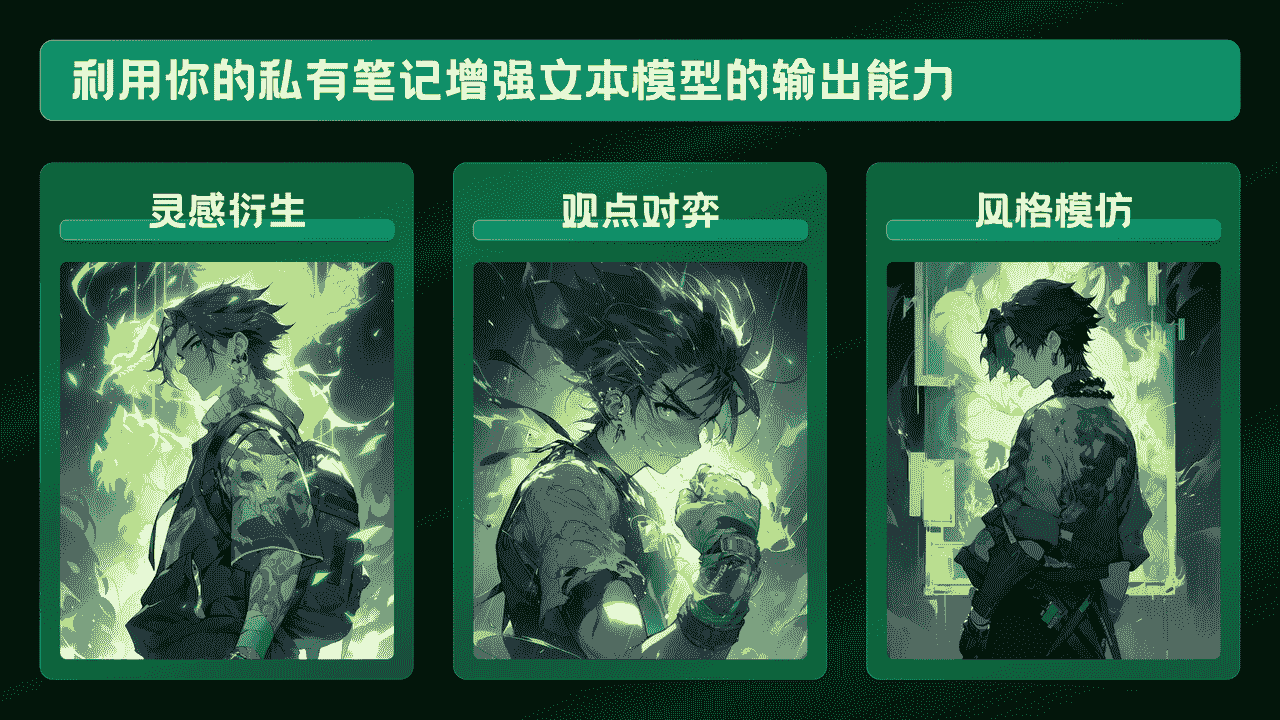 利用你的私有笔记增强文本模型的输出能力
灵感衍生
观点对弈
风格模仿